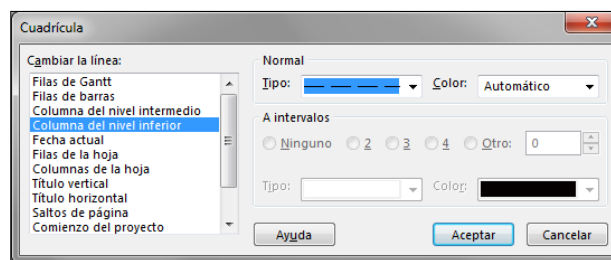 Cuadrícula
Cambiar la línea:
Filas de Gantt
Filas de barras
Columna del nivel intermedio
Columna del nivel inferior
Fecha actual
Filas de la hoja
Columnas de la hoja
Título vertical
Título horizontal
Saltos de página
Comienzo del proyecto
Normal
Tipo: Color: Automático
A intervalos
Ninguno 2 3 4 Otro: 0
Tipo: Color:
Ayuda Aceptar Cancelar